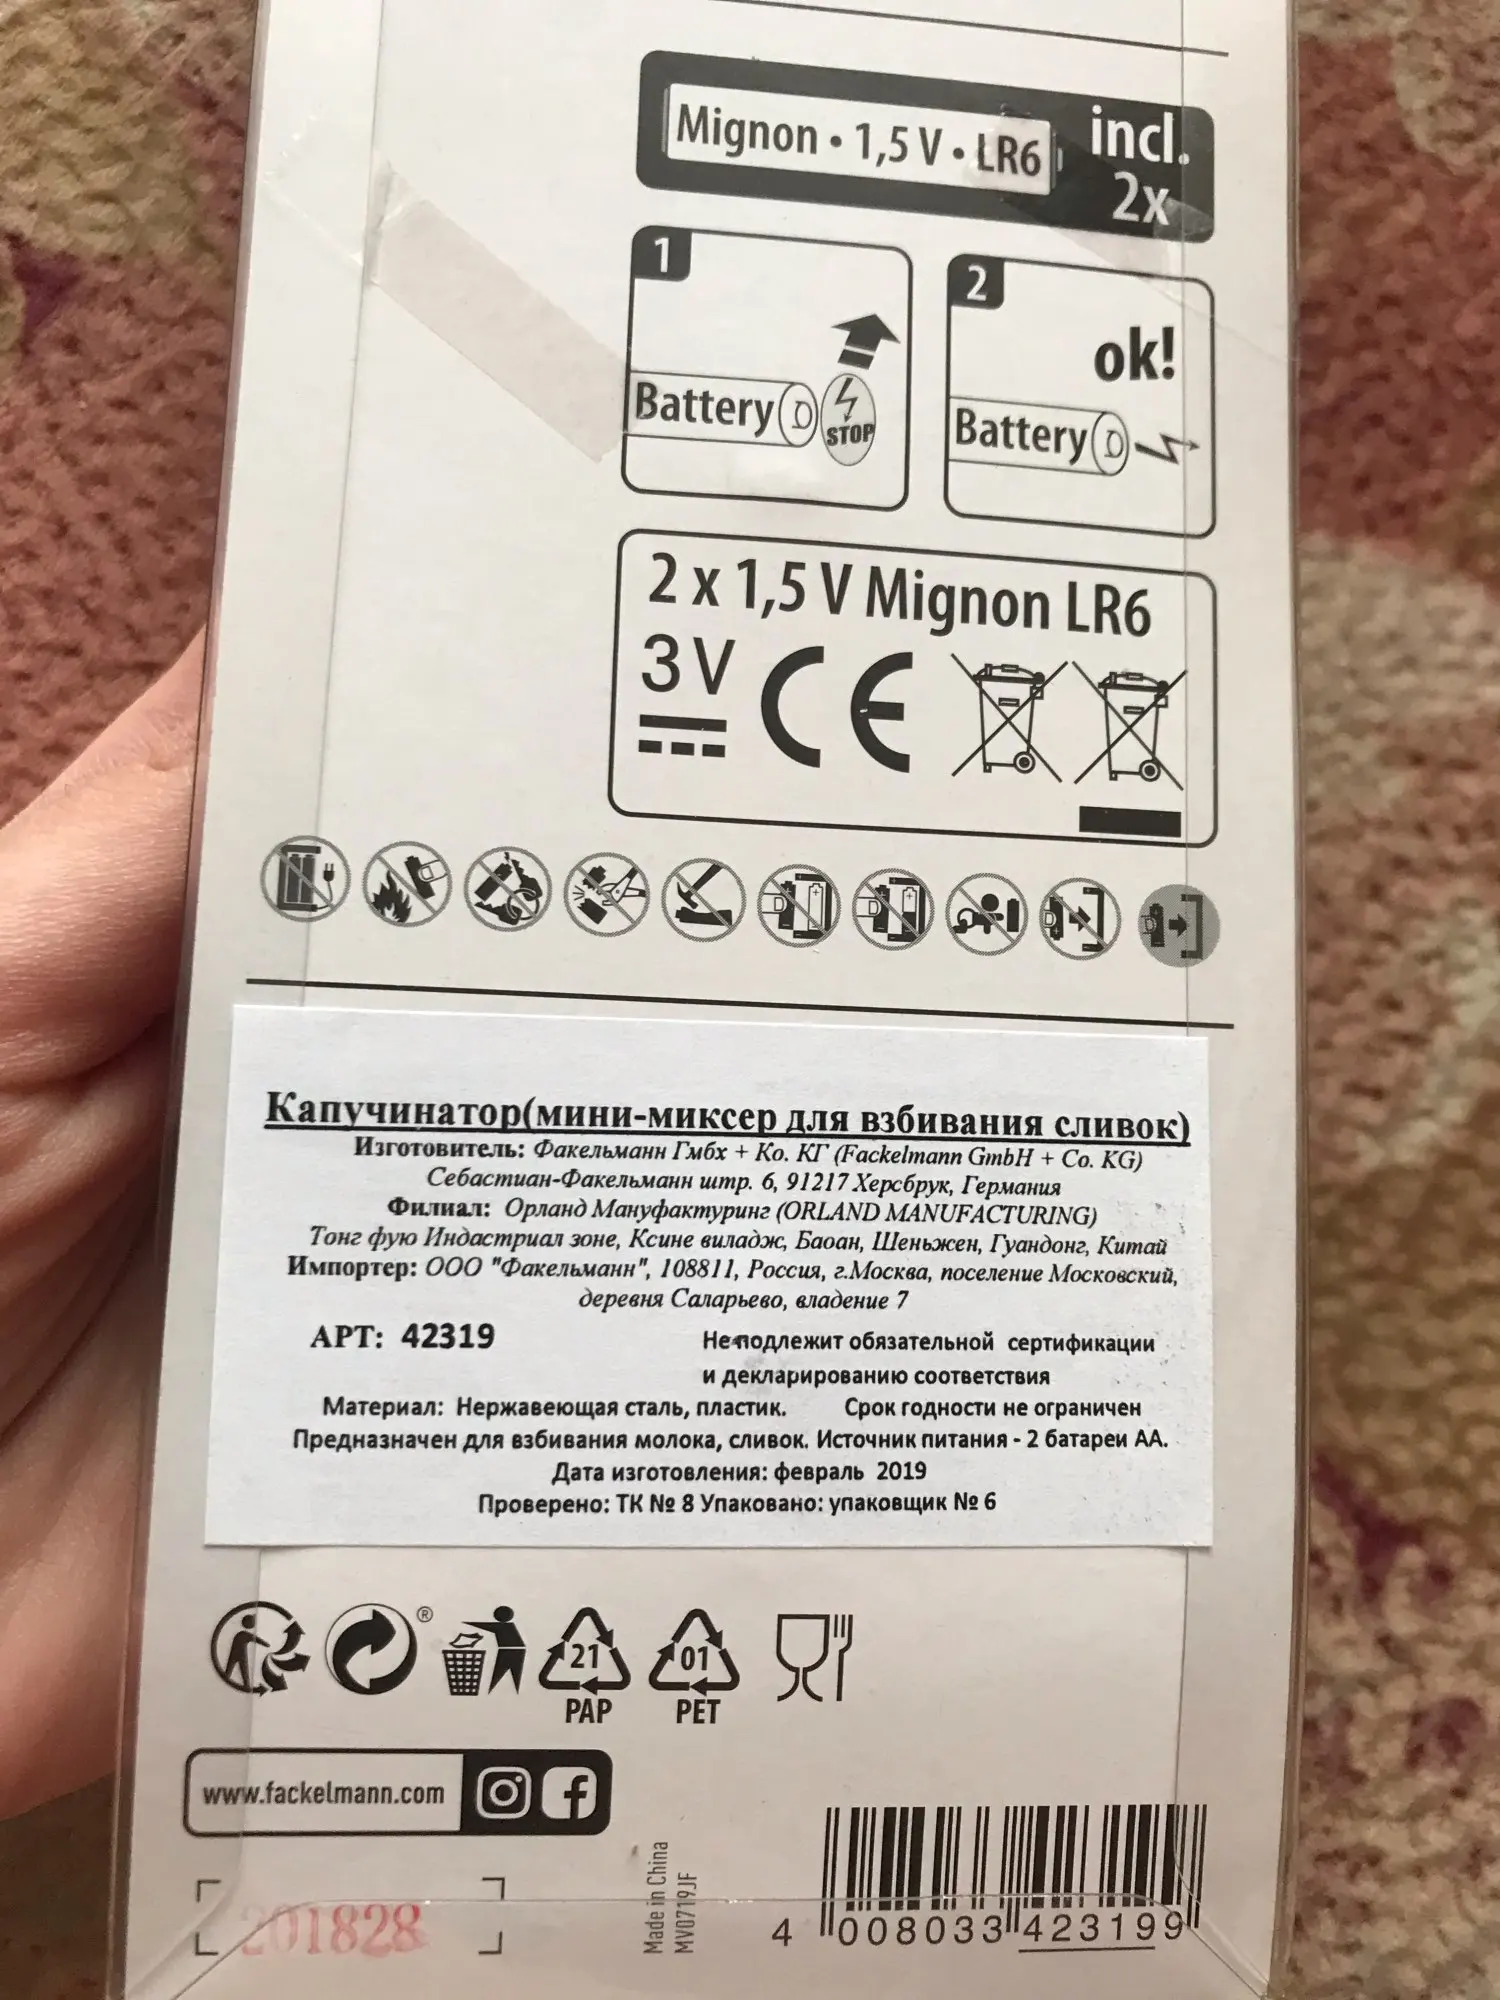 Mignon • 1,5 V • LR6
incl.
2x
1
Battery
STOP
2
ok!
Battery
2 x 1,5 V Mignon LR6
3 V
CE
Капучинатор(мини-миксер для взбивания сливок)
Изготовитель: Факельманн Гмбх + Ко. КГ (Fackelmann GmbH + Co. KG)
Себастиан-Факельманн штр. 6, 91217 Херсбрук, Германия
Филиал: Орланд Мануфактуринг (ORLAND MANUFACTURING)
Тонг фую Индастриал зоне, Ксине виладж, Баоан, Шеньжен, Гуандонг, Китай
Импортер: ООО "Факельманн", 108811, Россия, г.Москва, поселение Московский,
деревня Саларьево, владение 7
АРТ: 42319
Не подлежит обязательной сертификации
и декларированию соответствия
Материал: Нержавеющая сталь, пластик. Срок годности не ограничен
Предназначен для взбивания молока, сливок. Источник питания - 2 батареи АА.
Дата изготовления: февраль 2019
Проверено: ТК № 8 Упаковано: упаковщик № 6
®
21
PAP
01
PET
www.fackelmann.com
201828
Made in China
MV0719JF
4 008033 423199